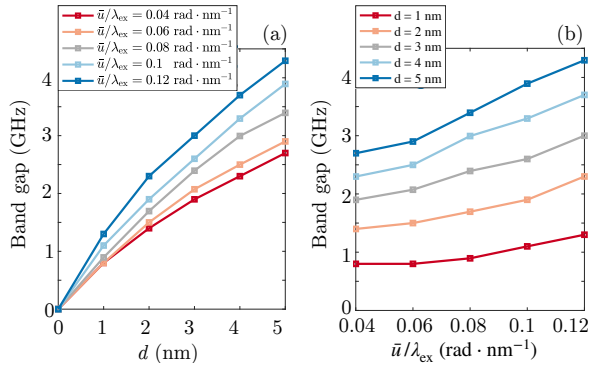 ū/λex = 0.04 rad · nm⁻¹
ū/λex = 0.06 rad · nm⁻¹
ū/λex = 0.08 rad · nm⁻¹
ū/λex = 0.1 rad · nm⁻¹
ū/λex = 0.12 rad · nm⁻¹
(a)
4
3
2
1
0
Band gap (GHz)
0 1 2 3 4 5
d (nm)
d = 1 nm
d = 2 nm
d = 3 nm
d = 4 nm
d = 5 nm
(b)
4
3
2
1
0
Band gap (GHz)
0.04 0.06 0.08 0.1 0.12
ū/λex (rad · nm⁻¹)